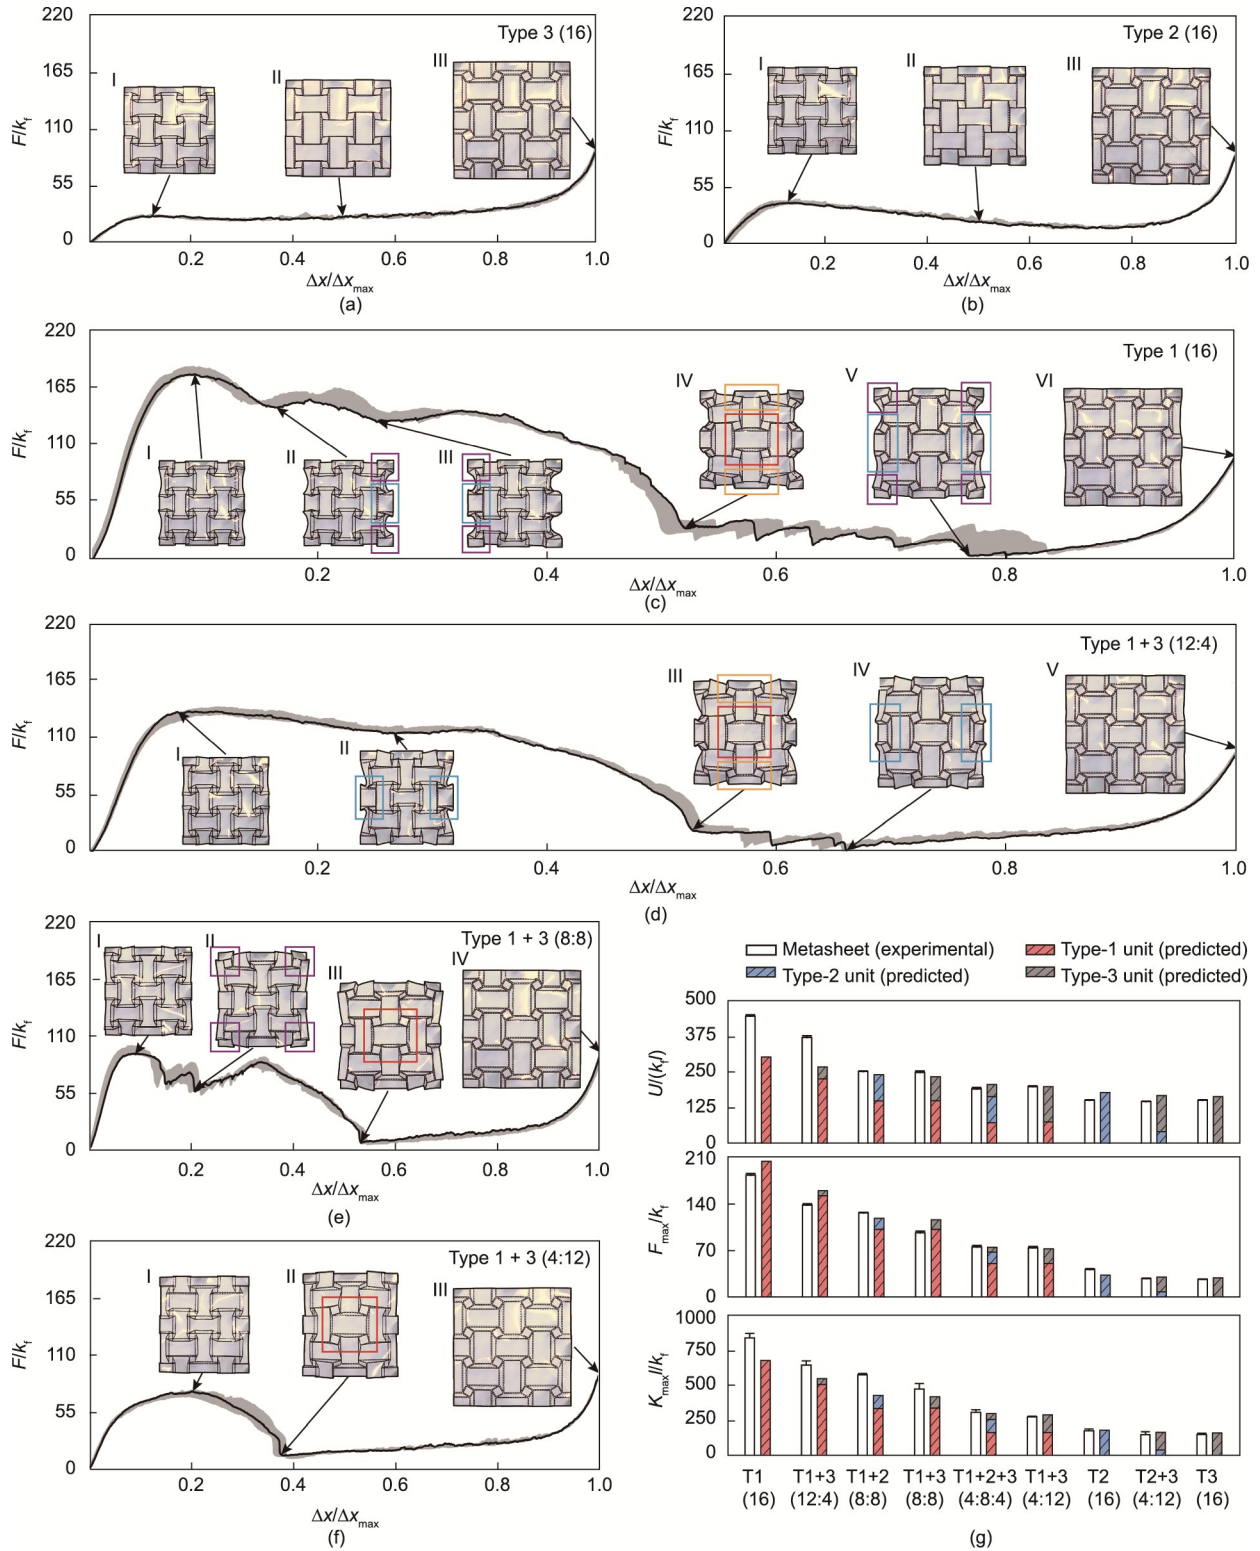 220
165
110
55
0
F/kf
Type 3 (16)
I
II
III
0.2
0.4
0.6
0.8
1.0
Δx/Δxmax
(a)
220
165
110
55
0
F/kf
Type 2 (16)
I
II
III
0.2
0.4
0.6
0.8
1.0
Δx/Δxmax
(b)
220
165
110
55
0
F/kf
Type 1 (16)
I
II
III
IV
V
VI
0.2
0.4
0.6
0.8
1.0
Δx/Δxmax
(c)
220
165
110
55
0
F/kf
Type 1 + 3 (12:4)
I
II
III
IV
V
0.2
0.4
0.6
0.8
1.0
Δx/Δxmax
(d)
220
165
110
55
0
F/kf
Type 1 + 3 (8:8)
I
II
III
IV
0.2
0.4
0.6
0.8
1.0
Δx/Δxmax
(e)
220
165
110
55
0
F/kf
Type 1 + 3 (4:12)
I
II
III
0.2
0.4
0.6
0.8
1.0
Δx/Δxmax
(f)
Metasheet (experimental)
Type-1 unit (predicted)
Type-2 unit (predicted)
Type-3 unit (predicted)
500
375
250
125
0
U/(kfl)
210
140
70
0
Fmax/kf
1000
750
500
250
0
Kmaxl/kf
T1 T1+3 T1+2 T1+3 T1+2+3 T1+3 T2 T2+3 T3
(16) (12:4) (8:8) (8:8) (4:8:4) (4:12) (16) (4:12) (16)
(g)